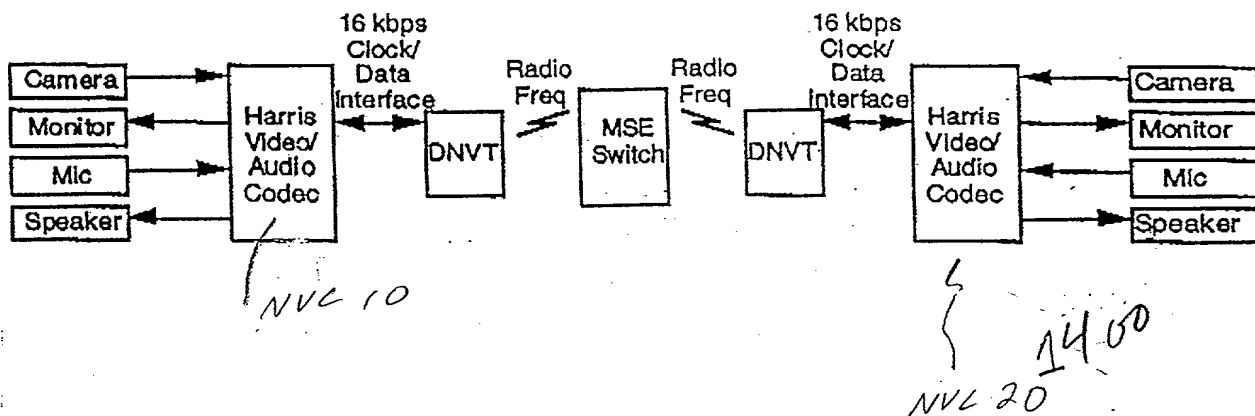 16 kbps
Clock/
Data
Interface
16 kbps
Clock/
Data
Interface
Radio
Freq
Radio
Freq
Camera
Monitor
Mic
Speaker
Harris
Video/
Audio
Codec
DNVT
MSE
Switch
DNVT
Harris
Video/
Audio
Codec
Camera
Monitor
Mic
Speaker
NVC 10
NVC 20
1400